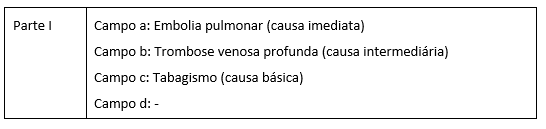 Parte I
Campo a: Embolia pulmonar (causa imediata)
Campo b: Trombose venosa profunda (causa intermediária)
Campo c: Tabagismo (causa básica)
Campo d: -